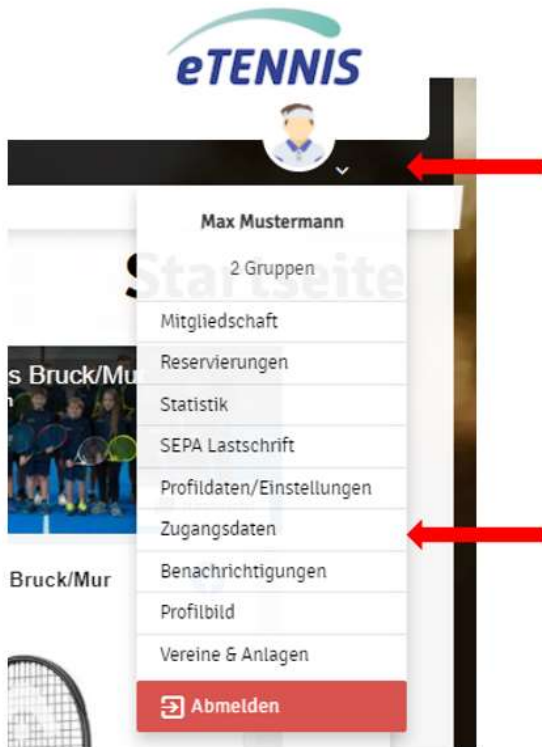 eTENNIS
Max Mustermann
2 Gruppen
Startseite
Mitgliedschaft
s Bruck/Mur
Reservierungen
Statistik
SEPA Lastschrift
Profildaten/Einstellungen
Zugangsdaten
Benachrichtigungen
Bruck/Mur
Profilbild
Vereine & Anlagen
Abmelden